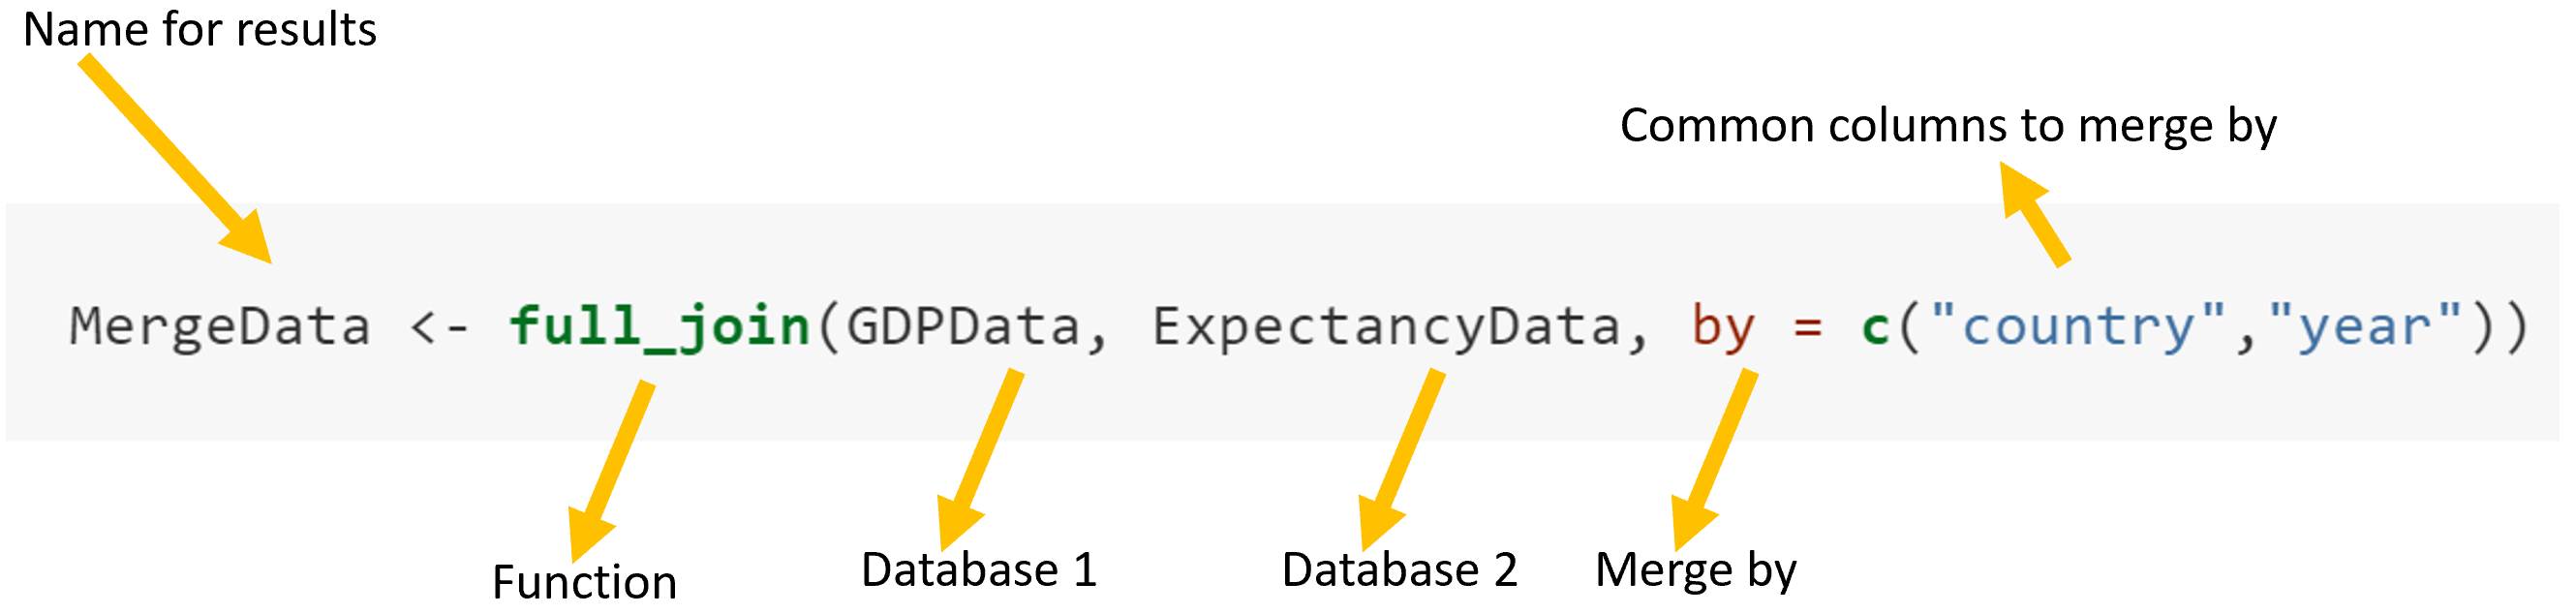 Name for results
Common columns to merge by
MergeData <- full_join(GDPData, ExpectancyData, by = c("country","year"))
Function
Database 1
Database 2
Merge by